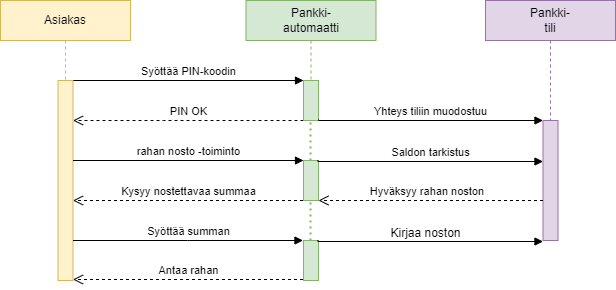 Asiakas
Pankki-
automaatti
Pankki-
tili
Syöttää PIN-koodin
PIN OK
Yhteys tiliin muodostuu
rahan nosto -toiminto
Saldon tarkistus
Kysyy nostettavaa summaa
Hyväksyy rahan noston
Syöttää summan
Kirjaa noston
Antaa rahan